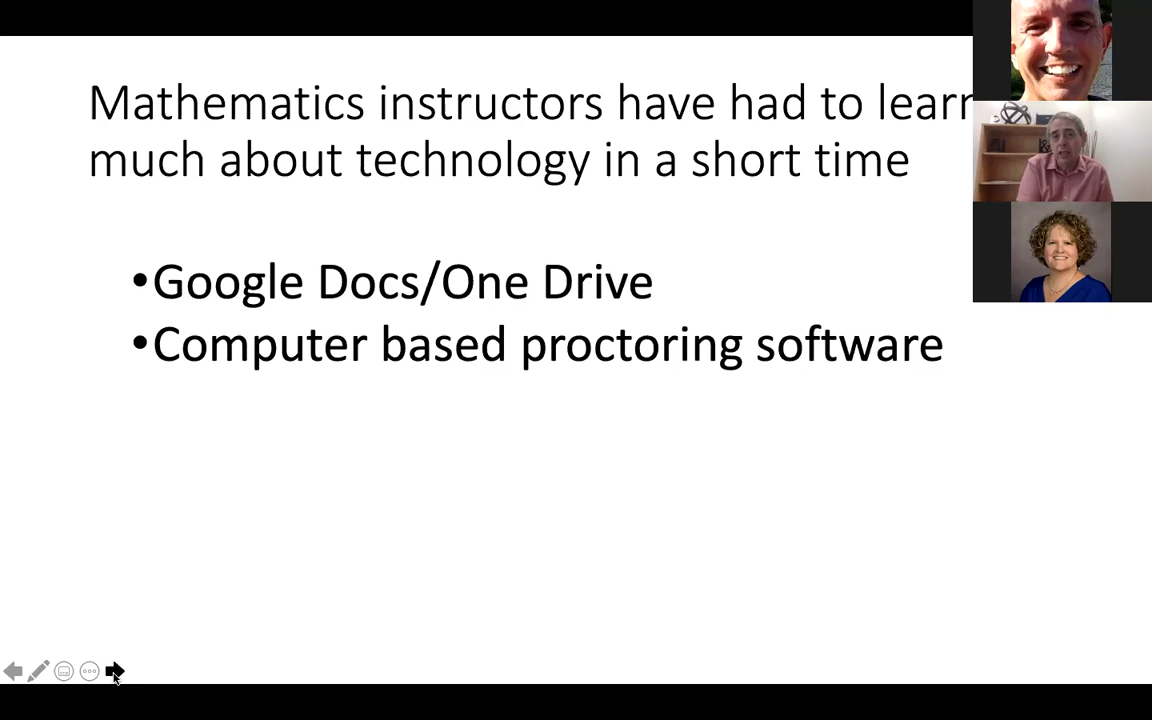 Mathematics instructors have had to learn
much about technology in a short time
•Google Docs/One Drive
•Computer based proctoring software